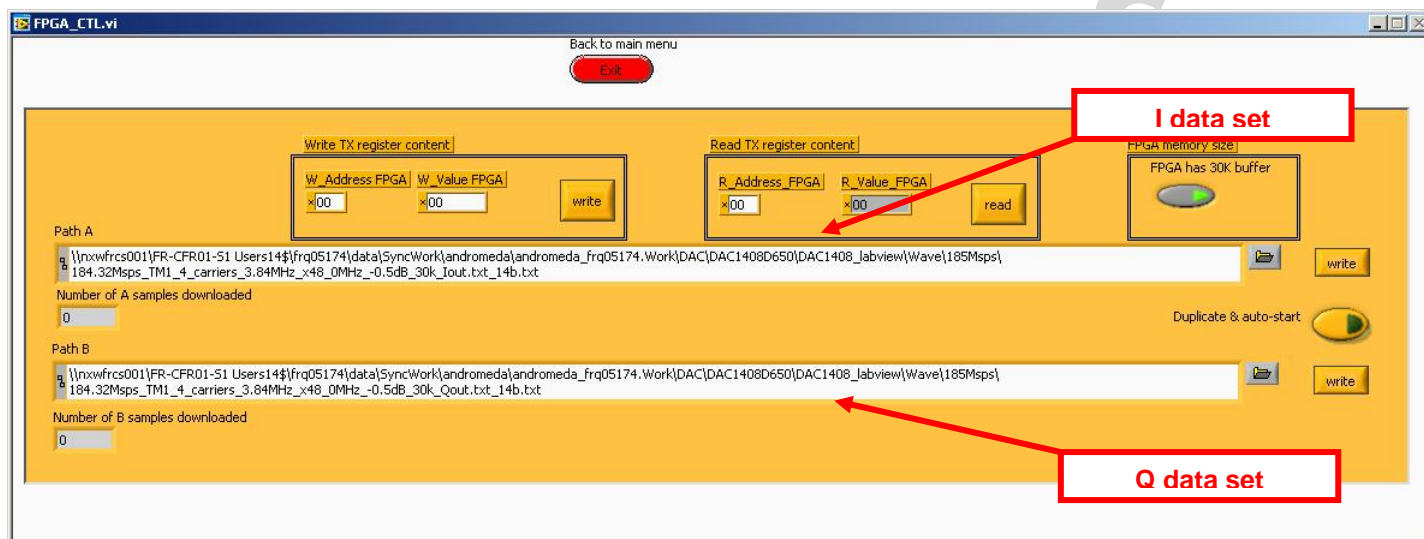 FPGA_CTL.vi
Back to main menu
Exit
I data set
Write TX register content
Read TX register content
FPGA memory size
W_Address FPGA W_Value FPGA
×00 ×00 write
R_Address_FPGA R_Value_FPGA
×00 ×00 read
FPGA has 30K buffer
Path A
\\nxwfrcs001\FR-CFR01-S1 Users14$\frq05174\data\SyncWork\andromeda\andromeda_frq05174.Work\DAC\DAC1408D650\DAC1408_labview\Wave\185Msps\
184.32Msps_TM1_4_carriers_3.84MHz_x48_0MHz_-0.5dB_30k_Iout.txt_14b.txt
write
Number of A samples downloaded
0
Duplicate & auto-start
Path B
\\nxwfrcs001\FR-CFR01-S1 Users14$\frq05174\data\SyncWork\andromeda\andromeda_frq05174.Work\DAC\DAC1408D650\DAC1408_labview\Wave\185Msps\
184.32Msps_TM1_4_carriers_3.84MHz_x48_0MHz_-0.5dB_30k_Qout.txt_14b.txt
write
Number of B samples downloaded
0
Q data set